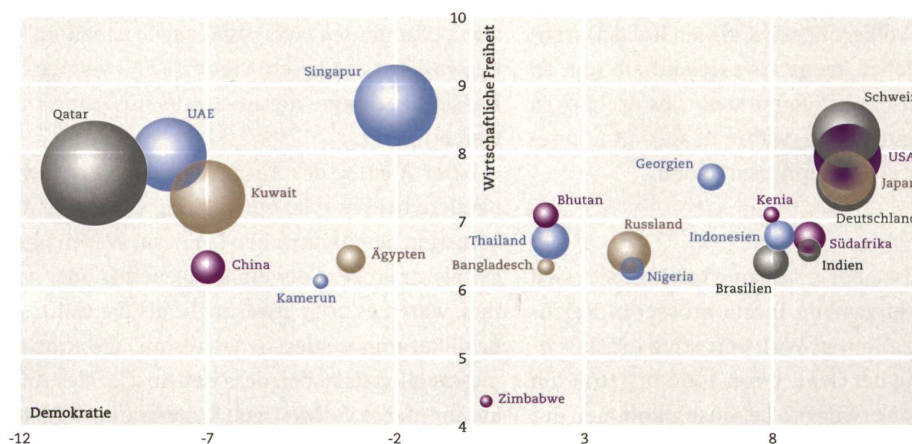 10
Wirtschaftliche Freiheit
9
Singapur
Schweiz
Qatar
UAE
8
USA
Georgien
Japan
Kuwait
Bhutan
Kenia
Deutschland
7
Russland
Thailand
Indonesien
Südafrika
Ägypten
China
Bangladesch
Nigeria
Indien
Kamerun
Brasilien
6
5
Zimbabwe
Demokratie
4
-12
-7
-2
3
8